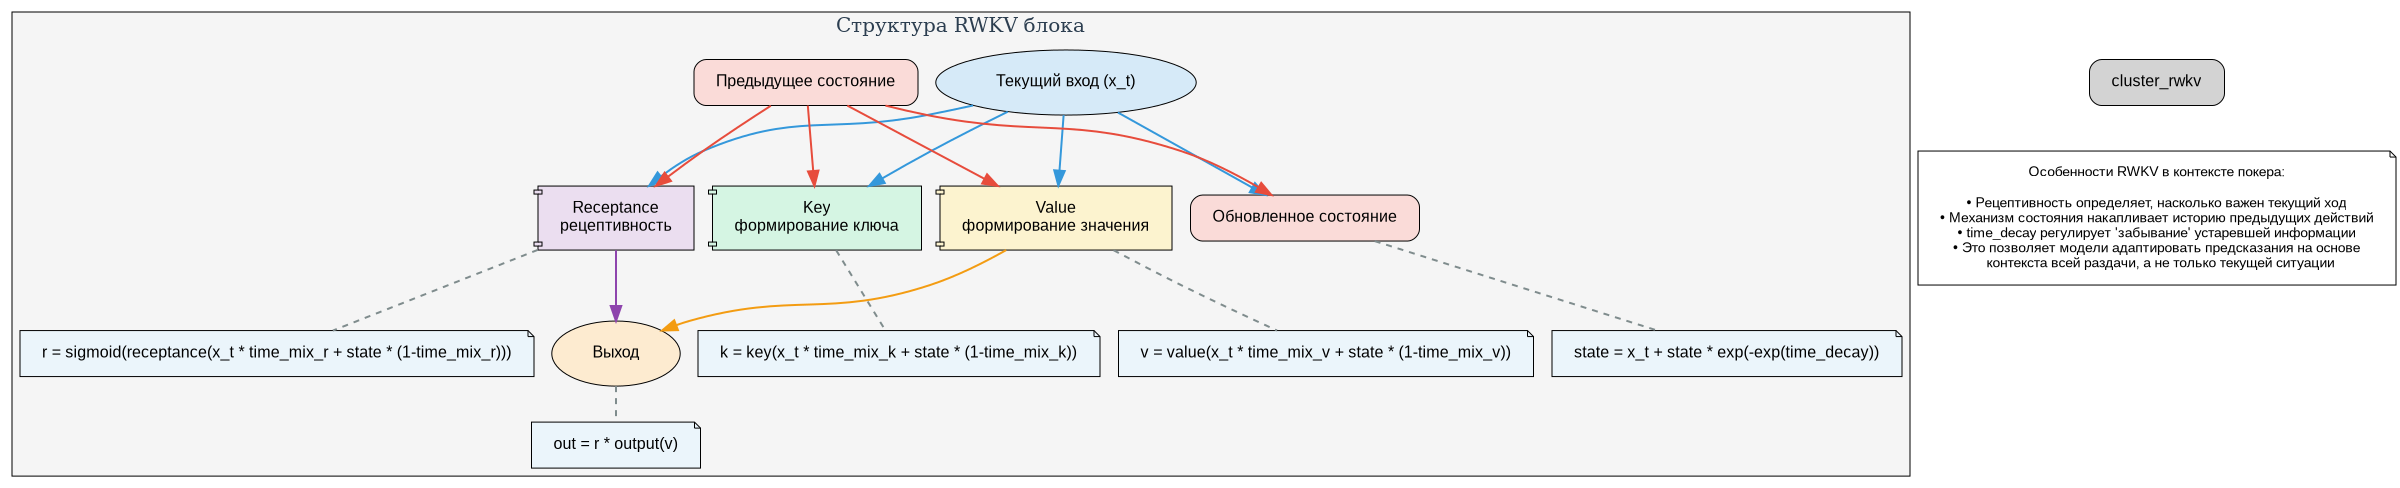 Структура RWKV блока
Предыдущее состояние
Текущий вход (x_t)
cluster_rwkv
Receptance
рецептивность
Key
формирование ключа
Value
формирование значения
Обновленное состояние
Особенности RWKV в контексте покера:
• Рецептивность определяет, насколько важен текущий ход
• Механизм состояния накапливает историю предыдущих действий
• time_decay регулирует 'забывание' устаревшей информации
• Это позволяет модели адаптировать предсказания на основе
контекста всей раздачи, а не только текущей ситуации
r = sigmoid(receptance(x_t * time_mix_r + state * (1-time_mix_r)))
Выход
k = key(x_t * time_mix_k + state * (1-time_mix_k))
v = value(x_t * time_mix_v + state * (1-time_mix_v))
state = x_t + state * exp(-exp(time_decay))
out = r * output(v)